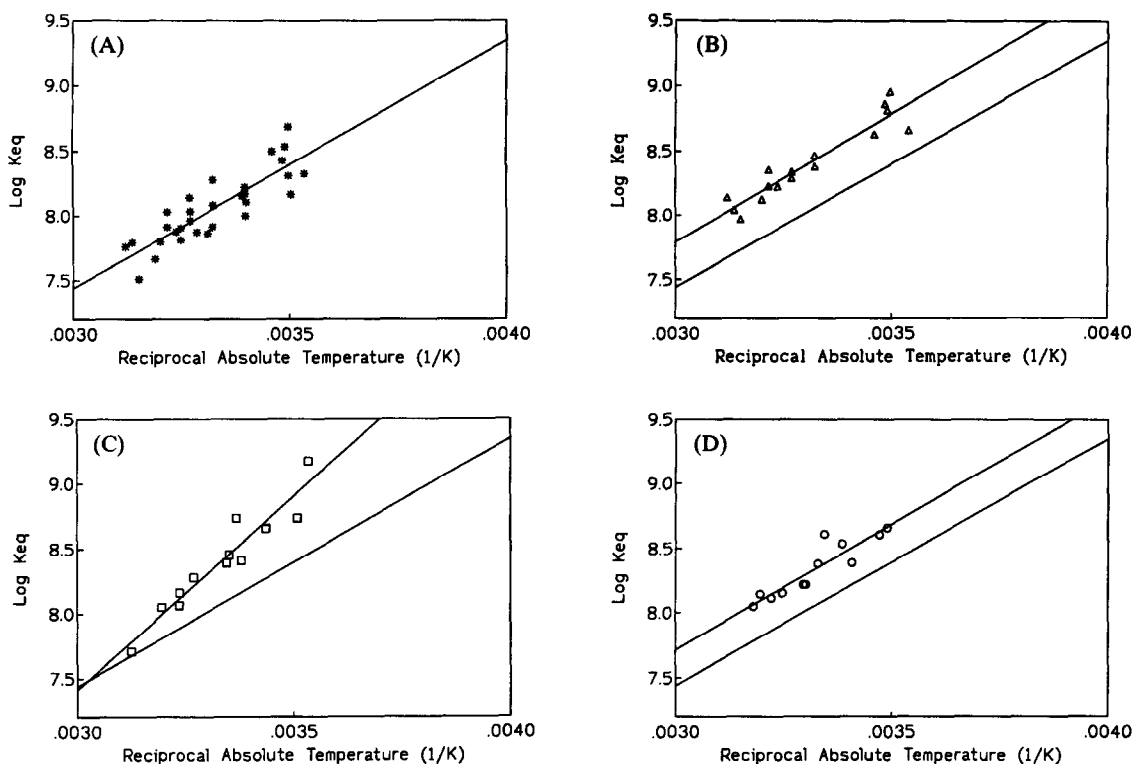 (A)
9.5
9.0
8.5
8.0
7.5
Log Keq
.0030 .0035 .0040
Reciprocal Absolute Temperature (1/K)
(B)
9.5
9.0
8.5
8.0
7.5
Log Keq
.0030 .0035 .0040
Reciprocal Absolute Temperature (1/K)
(C)
9.5
9.0
8.5
8.0
7.5
Log Keq
.0030 .0035 .0040
Reciprocal Absolute Temperature (1/K)
(D)
9.5
9.0
8.5
8.0
7.5
Log Keq
.0030 .0035 .0040
Reciprocal Absolute Temperature (1/K)